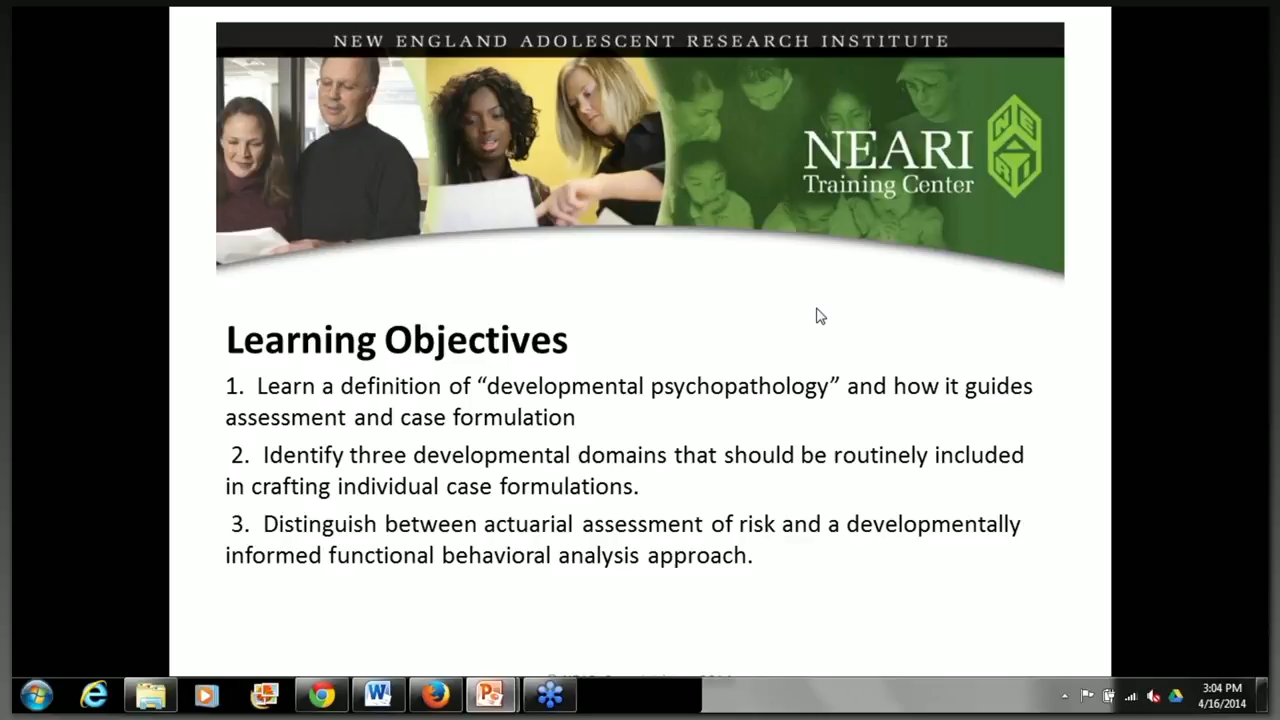 NEW ENGLAND ADOLESCENT RESEARCH INSTITUTE
NEARI
Training Center
Learning Objectives
1. Learn a definition of “developmental psychopathology” and how it guides
assessment and case formulation
2. Identify three developmental domains that should be routinely included
in crafting individual case formulations.
3. Distinguish between actuarial assessment of risk and a developmentally
informed functional behavioral analysis approach.
3:04 PM
4/16/2014